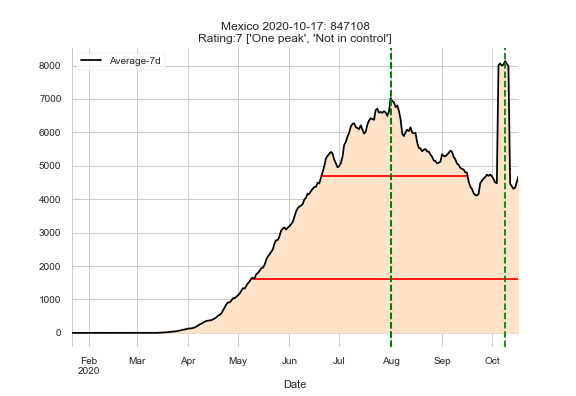 Mexico 2020-10-17: 847108
Rating:7 ['One peak', 'Not in control']
Average-7d
8000
7000
6000
5000
4000
3000
2000
1000
0
Feb Mar Apr May Jun Jul Aug Sep Oct
2020
Date